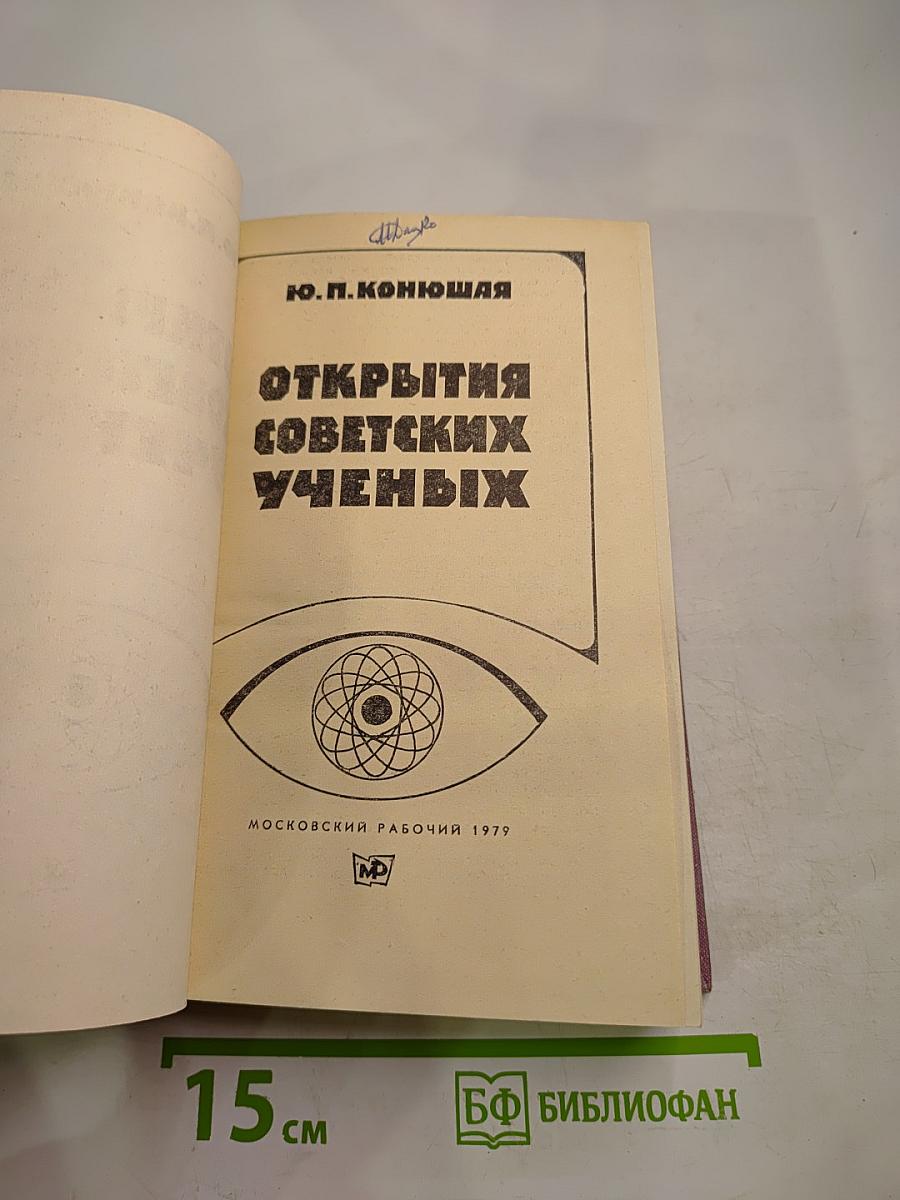 Ю. П. КОНЮШАЯ
ОТКРЫТИЯ
СОВЕТСКИХ
УЧЕНЫХ
МОСКОВСКИЙ РАБОЧИЙ 1979
МР
15 см
БФ БИБЛИОФАН